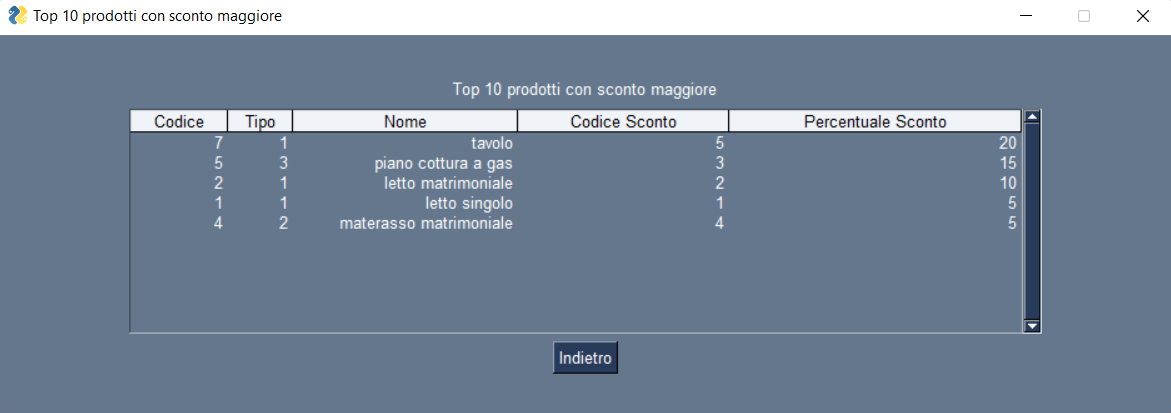 Top 10 prodotti con sconto maggiore
Top 10 prodotti con sconto maggiore
Codice Tipo Nome Codice Sconto Percentuale Sconto
7 1 tavolo 5 20
5 3 piano cottura a gas 3 15
2 1 letto matrimoniale 2 10
1 1 letto singolo 1 5
4 2 materasso matrimoniale 4 5
Indietro